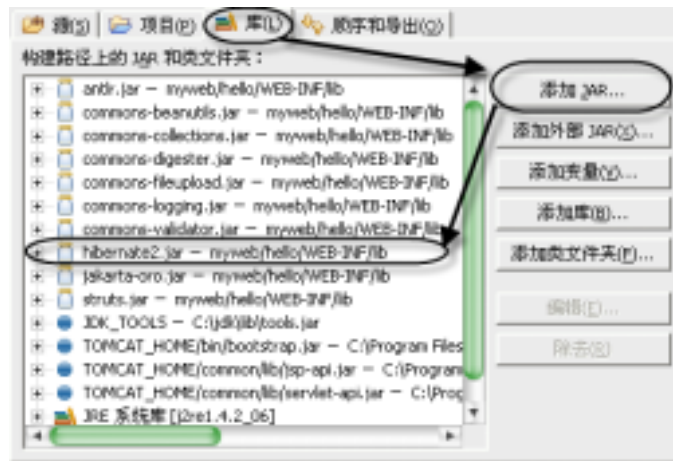 源(S) 项目(P) 库(L) 顺序和导出(O)
构建路径上的 JAR 和类文件夹：
antlr.jar － myweb/hello/WEB-INF/lib
commons-beanutils.jar － myweb/hello/WEB-INF/lib
commons-collections.jar － myweb/hello/WEB-INF/lib
commons-digester.jar － myweb/hello/WEB-INF/lib
commons-fileupload.jar － myweb/hello/WEB-INF/lib
commons-logging.jar － myweb/hello/WEB-INF/lib
commons-validator.jar － myweb/hello/WEB-INF/lib
hibernate2.jar － myweb/hello/WEB-INF/lib
jakarta-oro.jar － myweb/hello/WEB-INF/lib
struts.jar － myweb/hello/WEB-INF/lib
JDK_TOOLS － C:\jdk\lib\tools.jar
TOMCAT_HOME/bin/bootstrap.jar － C:\Program Files
TOMCAT_HOME/common/lib/jsp-api.jar － C:\Program
TOMCAT_HOME/common/lib/servlet-api.jar － C:\Prog
JRE 系统库 [j2re1.4.2_06]
添加 JAR...
添加外部 JAR(X)...
添加变量(V)...
添加库(B)...
添加类文件夹(F)...
编辑(E)...
除去(R)